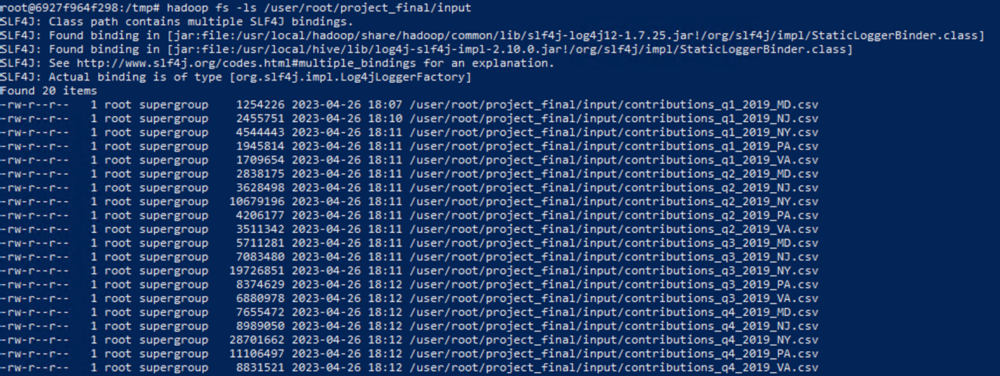 root@6927f964f298:/tmp# hadoop fs -ls /user/root/project_final/input
SLF4J: Class path contains multiple SLF4J bindings.
SLF4J: Found binding in [jar:file:/usr/local/hadoop/share/hadoop/common/lib/slf4j-log4j12-1.7.25.jar!/org/slf4j/impl/StaticLoggerBinder.class]
SLF4J: Found binding in [jar:file:/usr/local/hive/lib/log4j-slf4j-impl-2.10.0.jar!/org/slf4j/impl/StaticLoggerBinder.class]
SLF4J: See http://www.slf4j.org/codes.html#multiple_bindings for an explanation.
SLF4J: Actual binding is of type [org.slf4j.impl.Log4jLoggerFactory]
Found 20 items
-rw-r--r--   1 root supergroup    1254226 2023-04-26 18:07 /user/root/project_final/input/contributions_q1_2019_MD.csv
-rw-r--r--   1 root supergroup    2455751 2023-04-26 18:10 /user/root/project_final/input/contributions_q1_2019_NJ.csv
-rw-r--r--   1 root supergroup    4544443 2023-04-26 18:11 /user/root/project_final/input/contributions_q1_2019_NY.csv
-rw-r--r--   1 root supergroup    1945814 2023-04-26 18:11 /user/root/project_final/input/contributions_q1_2019_PA.csv
-rw-r--r--   1 root supergroup    1709654 2023-04-26 18:11 /user/root/project_final/input/contributions_q1_2019_VA.csv
-rw-r--r--   1 root supergroup    2838175 2023-04-26 18:11 /user/root/project_final/input/contributions_q2_2019_MD.csv
-rw-r--r--   1 root supergroup    3628498 2023-04-26 18:11 /user/root/project_final/input/contributions_q2_2019_NJ.csv
-rw-r--r--   1 root supergroup   10679196 2023-04-26 18:11 /user/root/project_final/input/contributions_q2_2019_NY.csv
-rw-r--r--   1 root supergroup    4206177 2023-04-26 18:11 /user/root/project_final/input/contributions_q2_2019_PA.csv
-rw-r--r--   1 root supergroup    3511342 2023-04-26 18:11 /user/root/project_final/input/contributions_q2_2019_VA.csv
-rw-r--r--   1 root supergroup    5711281 2023-04-26 18:11 /user/root/project_final/input/contributions_q3_2019_MD.csv
-rw-r--r--   1 root supergroup    7083480 2023-04-26 18:11 /user/root/project_final/input/contributions_q3_2019_NJ.csv
-rw-r--r--   1 root supergroup   19726851 2023-04-26 18:11 /user/root/project_final/input/contributions_q3_2019_NY.csv
-rw-r--r--   1 root supergroup    8374629 2023-04-26 18:12 /user/root/project_final/input/contributions_q3_2019_PA.csv
-rw-r--r--   1 root supergroup    6880978 2023-04-26 18:12 /user/root/project_final/input/contributions_q3_2019_VA.csv
-rw-r--r--   1 root supergroup    7655472 2023-04-26 18:12 /user/root/project_final/input/contributions_q4_2019_MD.csv
-rw-r--r--   1 root supergroup    8989050 2023-04-26 18:12 /user/root/project_final/input/contributions_q4_2019_NJ.csv
-rw-r--r--   1 root supergroup   28701662 2023-04-26 18:12 /user/root/project_final/input/contributions_q4_2019_NY.csv
-rw-r--r--   1 root supergroup   11106497 2023-04-26 18:12 /user/root/project_final/input/contributions_q4_2019_PA.csv
-rw-r--r--   1 root supergroup    8831521 2023-04-26 18:12 /user/root/project_final/input/contributions_q4_2019_VA.csv